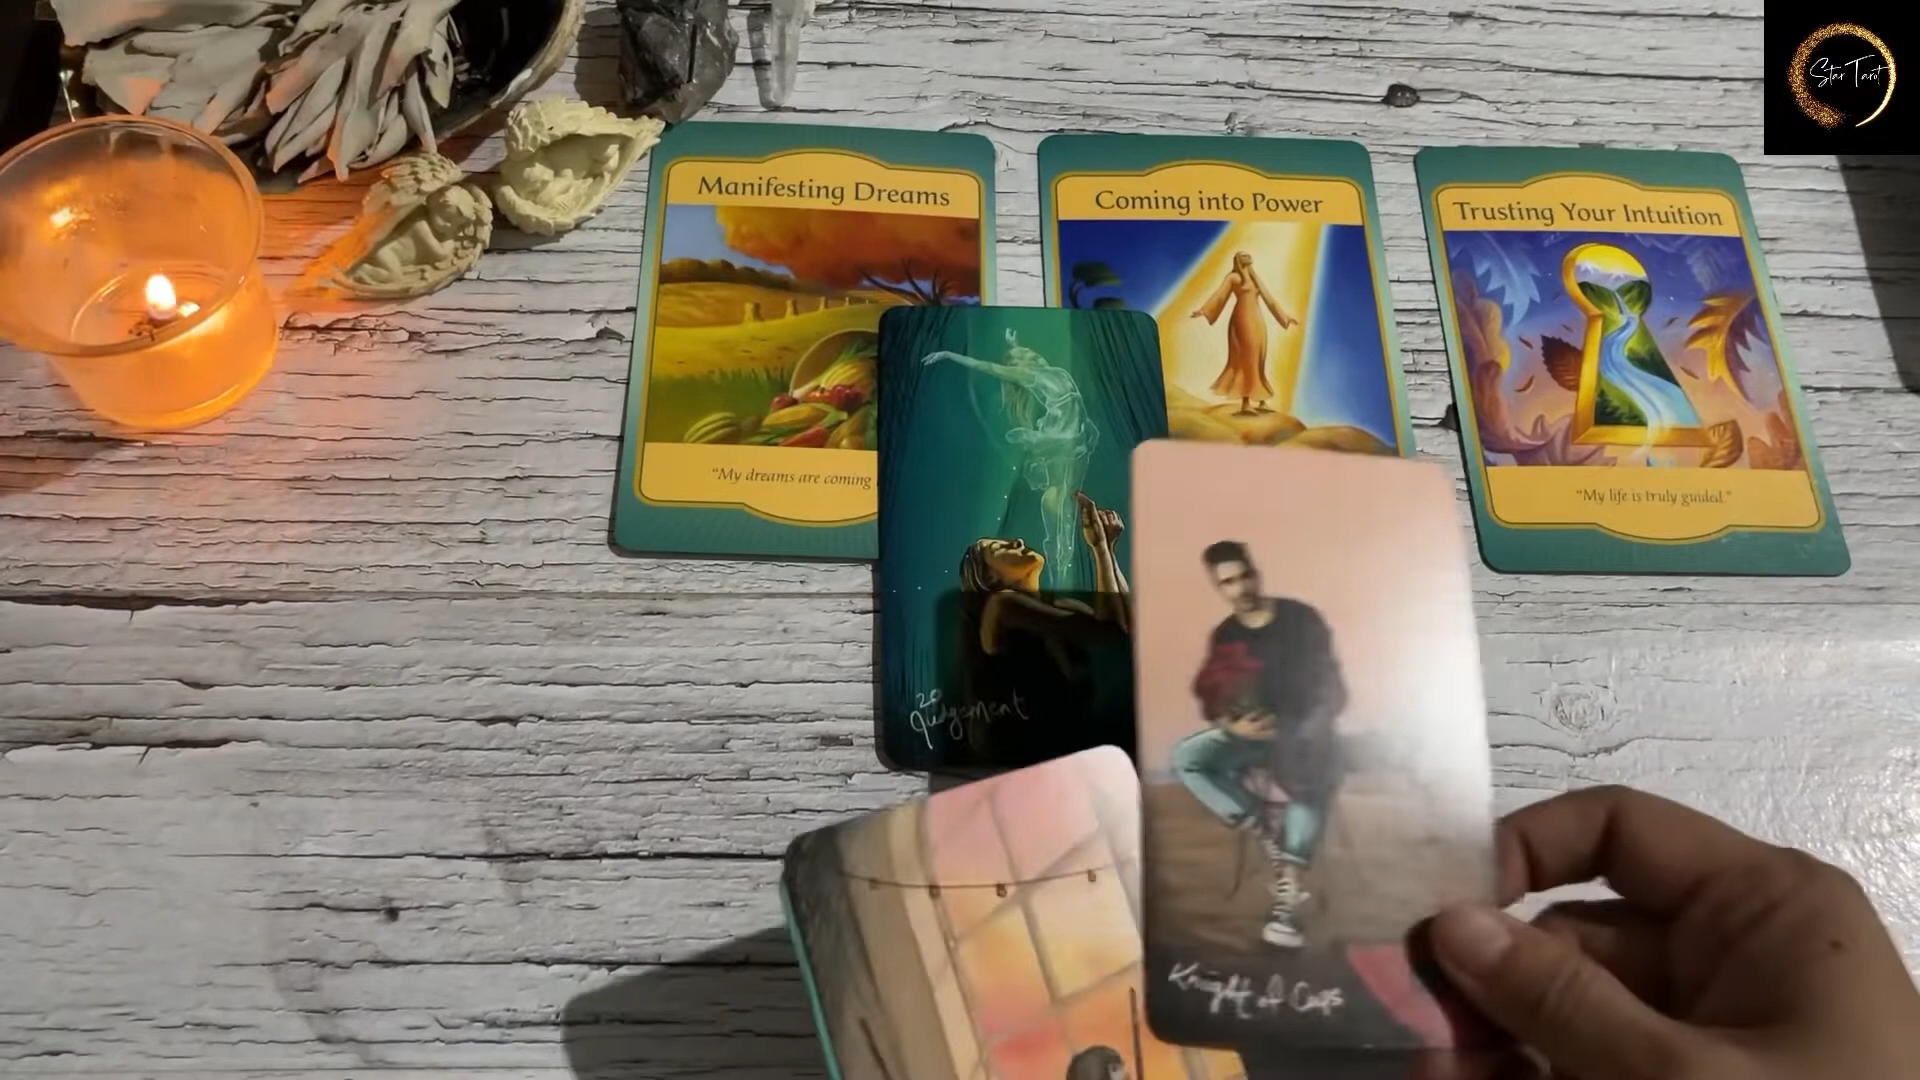 Star Tarot
Manifesting Dreams
Coming into Power
Trusting Your Intuition
"My dreams are coming
"My life is truly guided."
20
Judgement
Knight of Cups